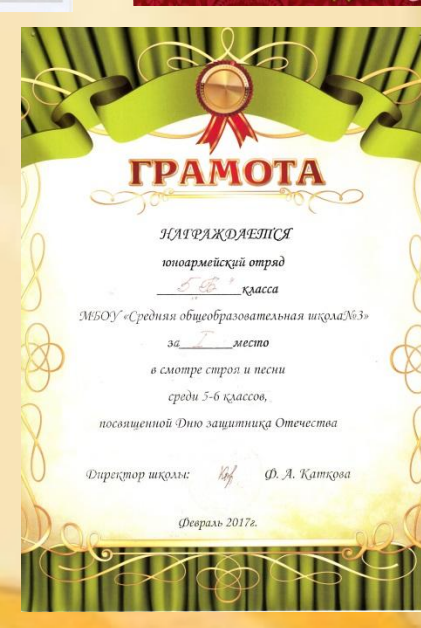 ГРАМОТА
НАГРАЖДАЕТСЯ
юноармейский отряд
5 "Б" класса
МБОУ «Средняя общеобразовательная школа№3»
за I место
в смотре строя и песни
среди 5-6 классов,
посвященной Дню защитника Отечества
Директор школы: Ф. А. Каткова
Февраль 2017г.